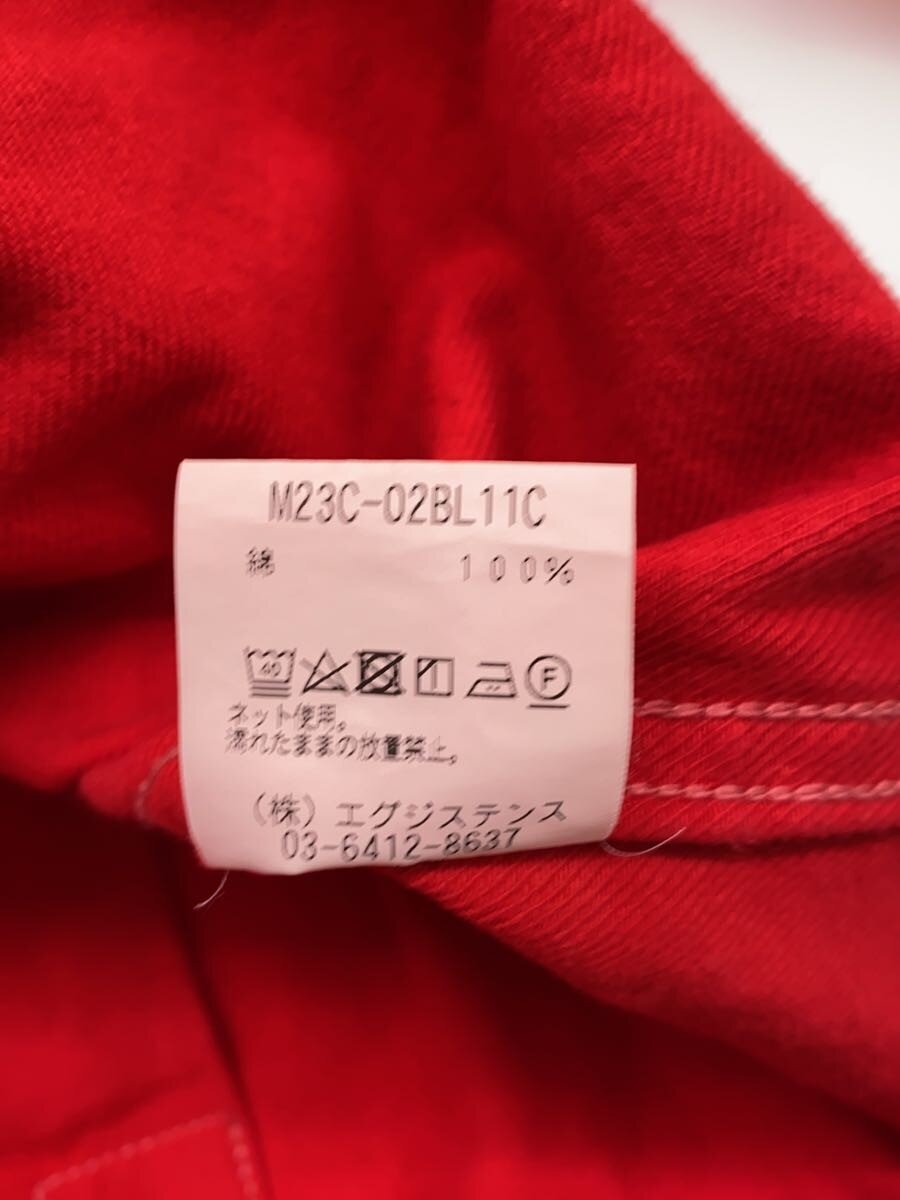 M23C-02BL11C
綿 100%
40
F
ネット使用。
濡れたままの放置禁止。
(株)エグジステンス
03-6412-8637